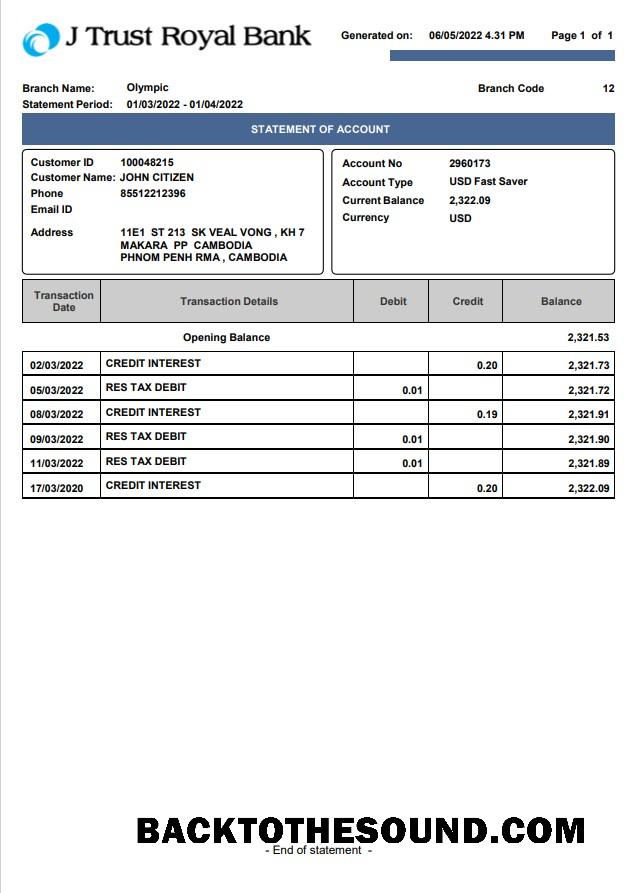 J Trust Royal Bank
Generated on: 06/05/2022 4.31 PM Page 1 of 1
Branch Name: Olympic Branch Code 12
Statement Period: 01/03/2022 - 01/04/2022
STATEMENT OF ACCOUNT
Customer ID 100048215
Customer Name: JOHN CITIZEN
Phone 85512212396
Email ID
Address 11E1 ST 213 SK VEAL VONG , KH 7
MAKARA PP CAMBODIA
PHNOM PENH RMA , CAMBODIA
Account No 2960173
Account Type USD Fast Saver
Current Balance 2,322.09
Currency USD
Transaction Date Transaction Details Debit Credit Balance
Opening Balance 2,321.53
02/03/2022 CREDIT INTEREST 0.20 2,321.73
05/03/2022 RES TAX DEBIT 0.01 2,321.72
08/03/2022 CREDIT INTEREST 0.19 2,321.91
09/03/2022 RES TAX DEBIT 0.01 2,321.90
11/03/2022 RES TAX DEBIT 0.01 2,321.89
17/03/2020 CREDIT INTEREST 0.20 2,322.09
BACKTOTHESOUND.COM
- End of statement -